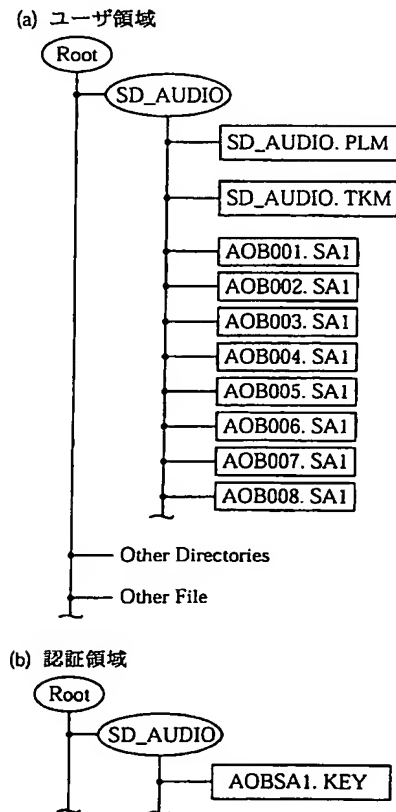 (a) ユーザ領域
Root
SD_AUDIO
SD_AUDIO. PLM
SD_AUDIO. TKM
AOB001. SA1
AOB002. SA1
AOB003. SA1
AOB004. SA1
AOB005. SA1
AOB006. SA1
AOB007. SA1
AOB008. SA1
Other Directories
Other File
(b) 認証領域
Root
SD_AUDIO
AOBSA1. KEY